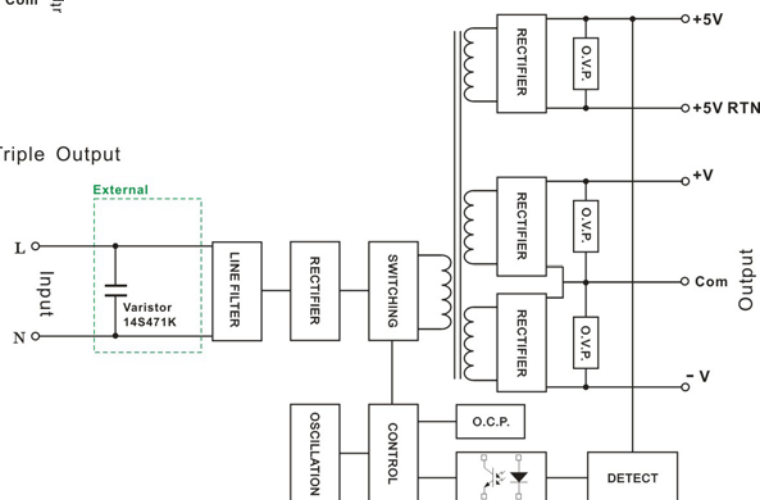 Com
+5V
RECTIFIER
O.V.P.
+5V RTN
Triple Output
External
+V
RECTIFIER
O.V.P.
L
Input
LINE FILTER
RECTIFIER
SWITCHING
Com
Output
Varistor
14S471K
N
RECTIFIER
O.V.P.
- V
OSCILLATION
CONTROL
O.C.P.
DETECT